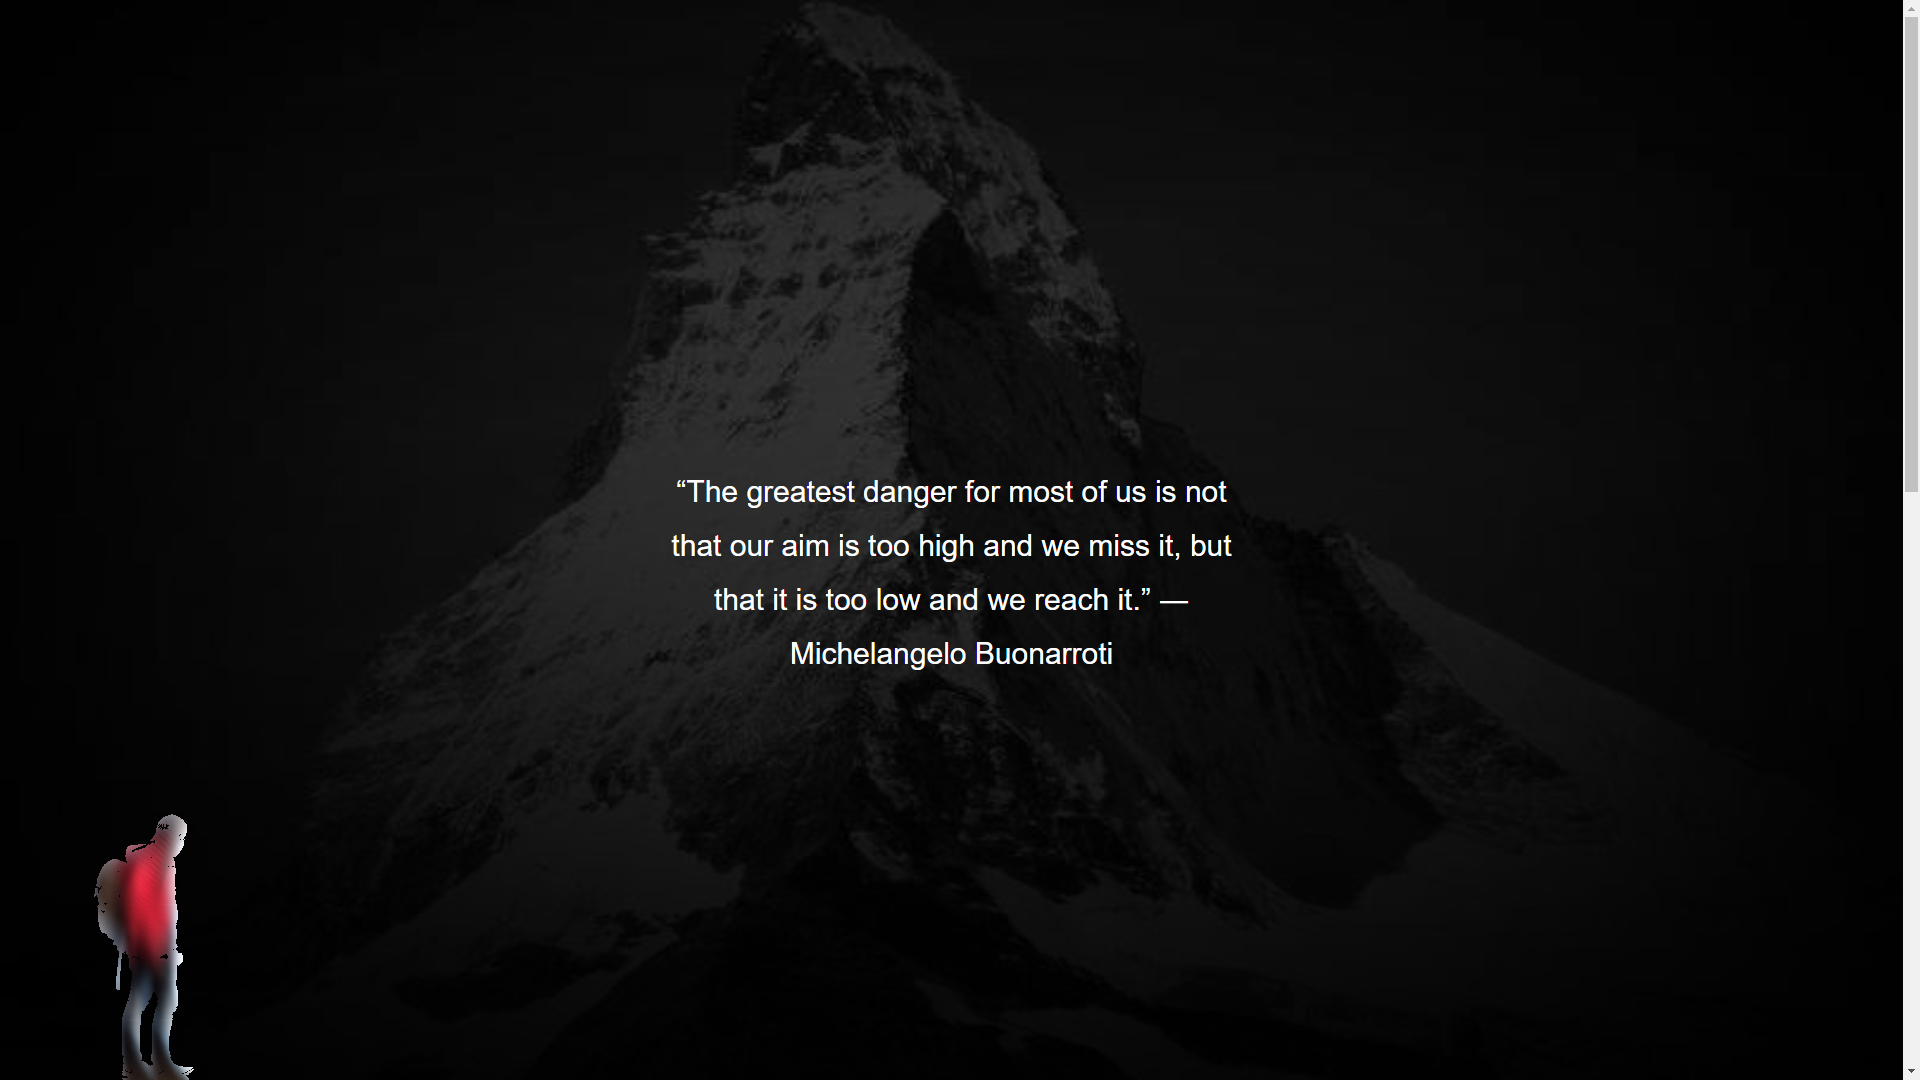 “The greatest danger for most of us is not
that our aim is too high and we miss it, but
that it is too low and we reach it.” —
Michelangelo Buonarroti